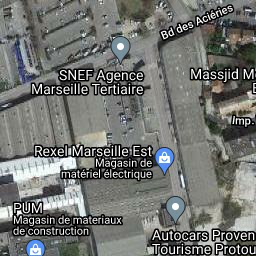 Bd des Aciéries
SNEF Agence
Marseille Tertiaire
Massjid M
Imp.
Rexel Marseille Est
Magasin de
matériel électrique
PUM
Magasin de materiaux
de construction
Autocars Proven
Tourisme Protou